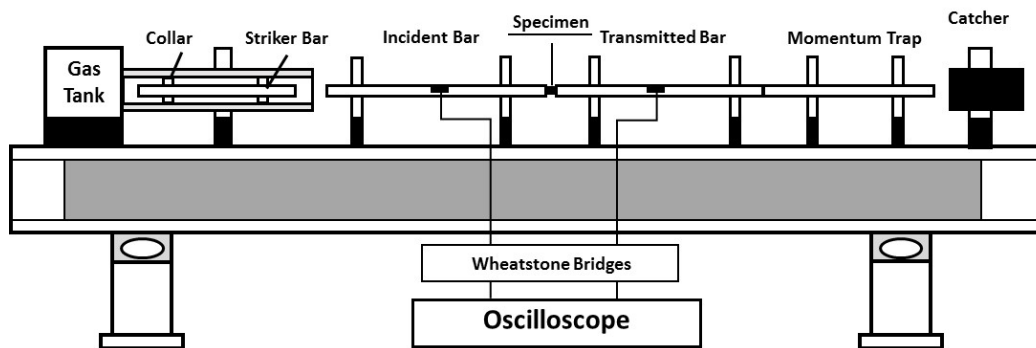 Collar
Striker Bar
Incident Bar
Specimen
Transmitted Bar
Momentum Trap
Catcher
Gas
Tank
Wheatstone Bridges
Oscilloscope